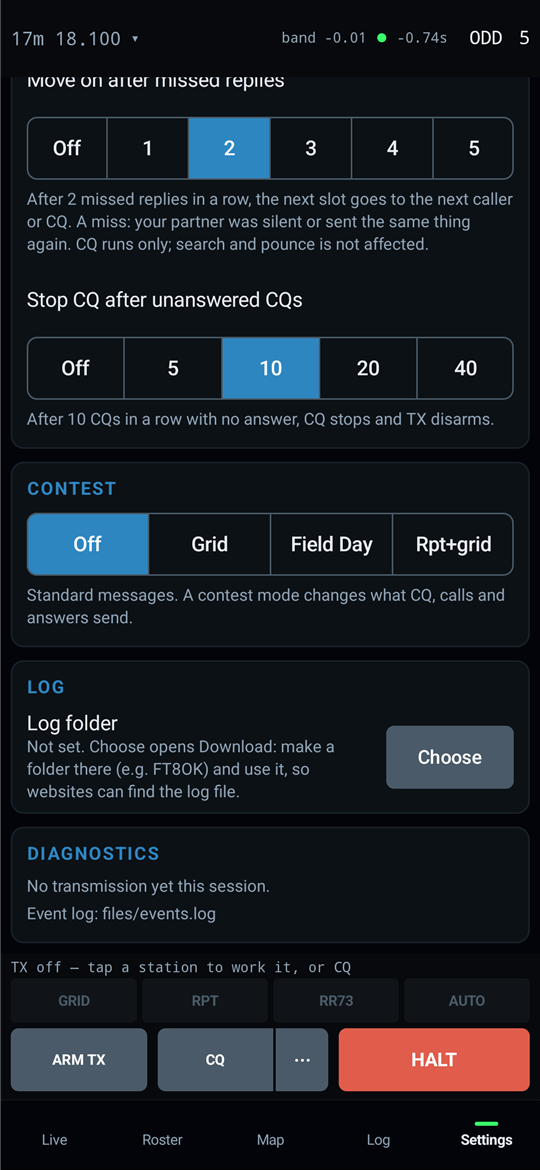 17m 18.100 ▾ band -0.01 -0.74s ODD 5
Move on after missed replies
Off 1 2 3 4 5
After 2 missed replies in a row, the next slot goes to the next caller
or CQ. A miss: your partner was silent or sent the same thing
again. CQ runs only; search and pounce is not affected.
Stop CQ after unanswered CQs
Off 5 10 20 40
After 10 CQs in a row with no answer, CQ stops and TX disarms.
CONTEST
Off Grid Field Day Rpt+grid
Standard messages. A contest mode changes what CQ, calls and
answers send.
LOG
Log folder
Not set. Choose opens Download: make a
folder there (e.g. FT8OK) and use it, so
websites can find the log file.
Choose
DIAGNOSTICS
No transmission yet this session.
Event log: files/events.log
TX off — tap a station to work it, or CQ
GRID RPT RR73 AUTO
ARM TX CQ ... HALT
Live Roster Map Log Settings